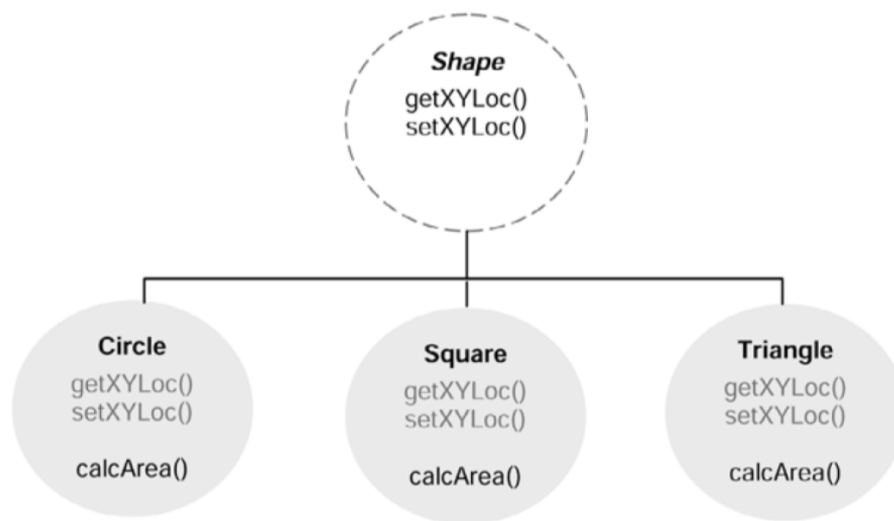 Shape
getXYLoc()
setXYLoc()
Circle
getXYLoc()
setXYLoc()
calcArea()
Square
getXYLoc()
setXYLoc()
calcArea()
Triangle
getXYLoc()
setXYLoc()
calcArea()